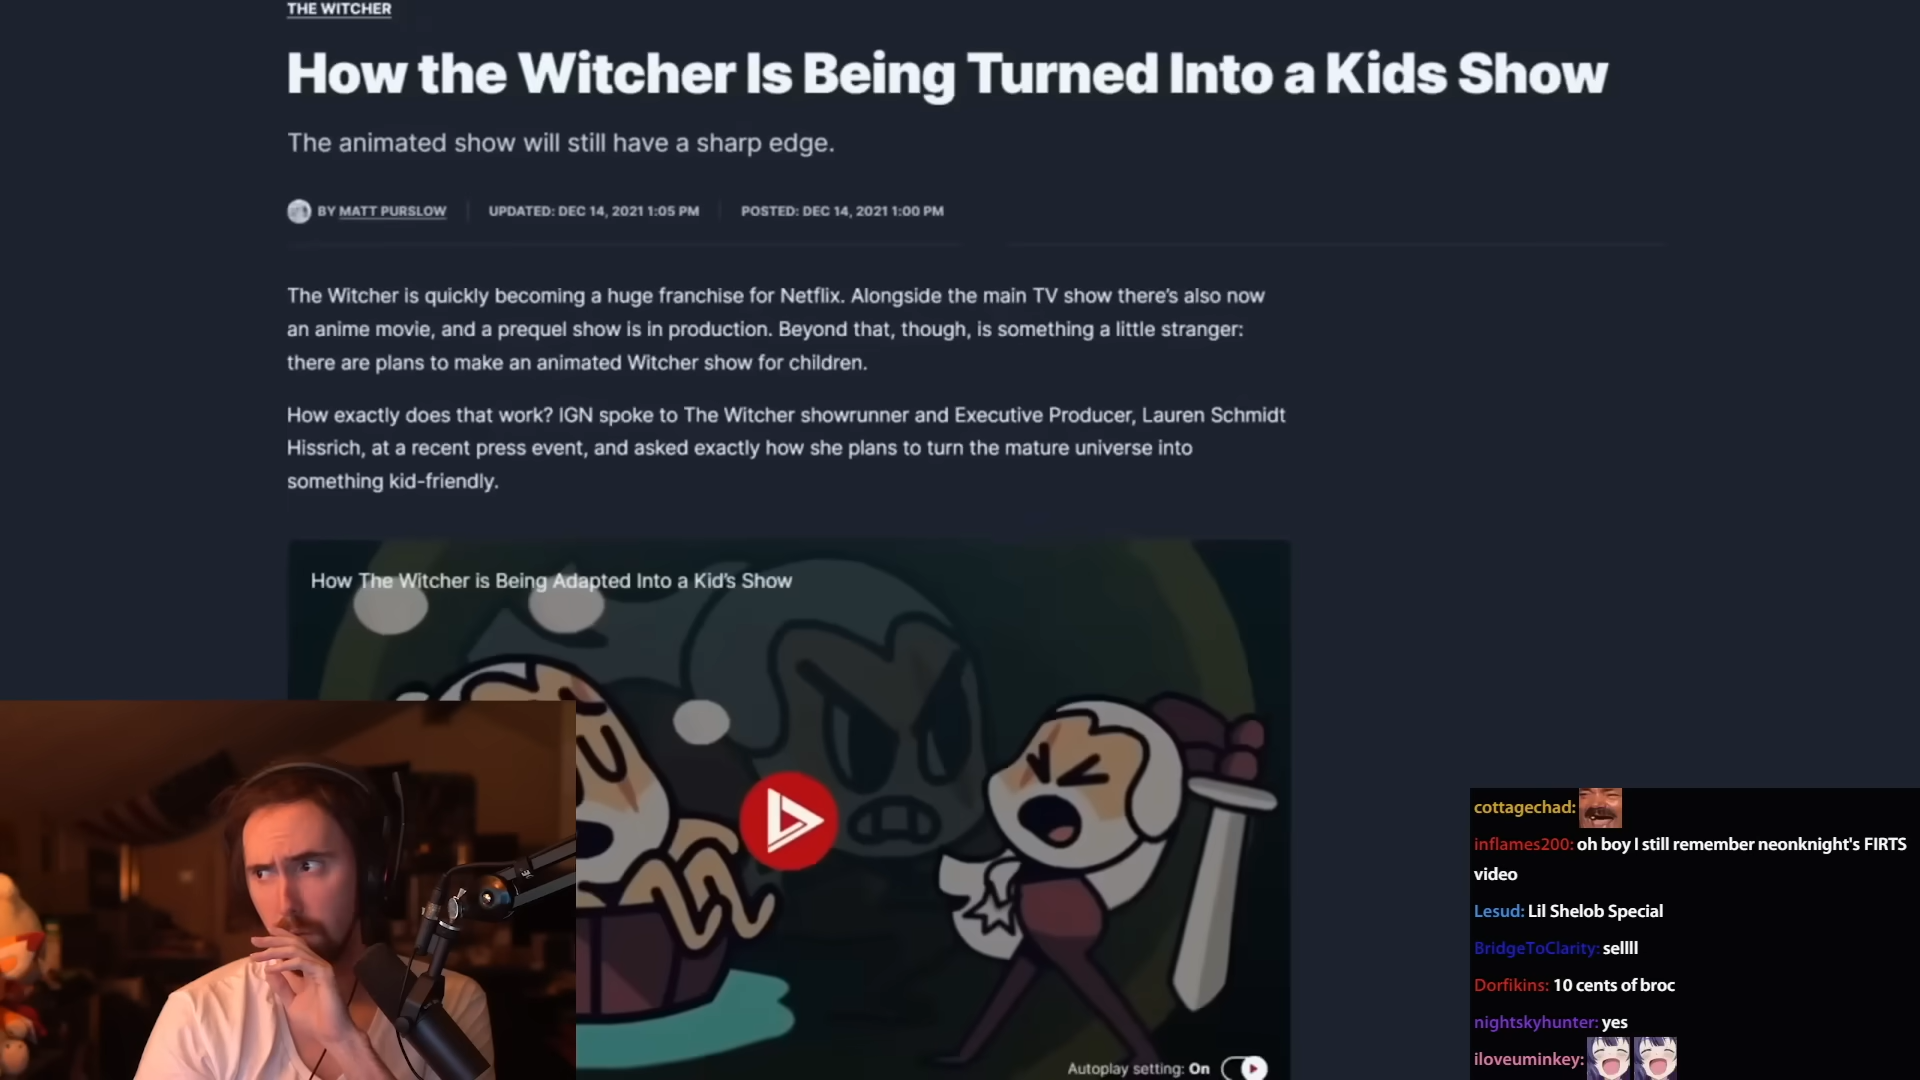 THE WITCHER
How the Witcher Is Being Turned Into a Kids Show
The animated show will still have a sharp edge.
BY MATT PURSLOW UPDATED: DEC 14, 2021 1:05 PM POSTED: DEC 14, 2021 1:00 PM
The Witcher is quickly becoming a huge franchise for Netflix. Alongside the main TV show there's also now
an anime movie, and a prequel show is in production. Beyond that, though, is something a little stranger:
there are plans to make an animated Witcher show for children.
How exactly does that work? IGN spoke to The Witcher showrunner and Executive Producer, Lauren Schmidt
Hissrich, at a recent press event, and asked exactly how she plans to turn the mature universe into
something kid-friendly.
How The Witcher is Being Adapted Into a Kid's Show
Autoplay setting: On
cottagechad:
inflames200: oh boy I still remember neonknight's FIRTS
video
Lesud: Lil Shelob Special
BridgeToClarity: sellll
Dorfikins: 10 cents of broc
nightskyhunter: yes
iloveuminkey: